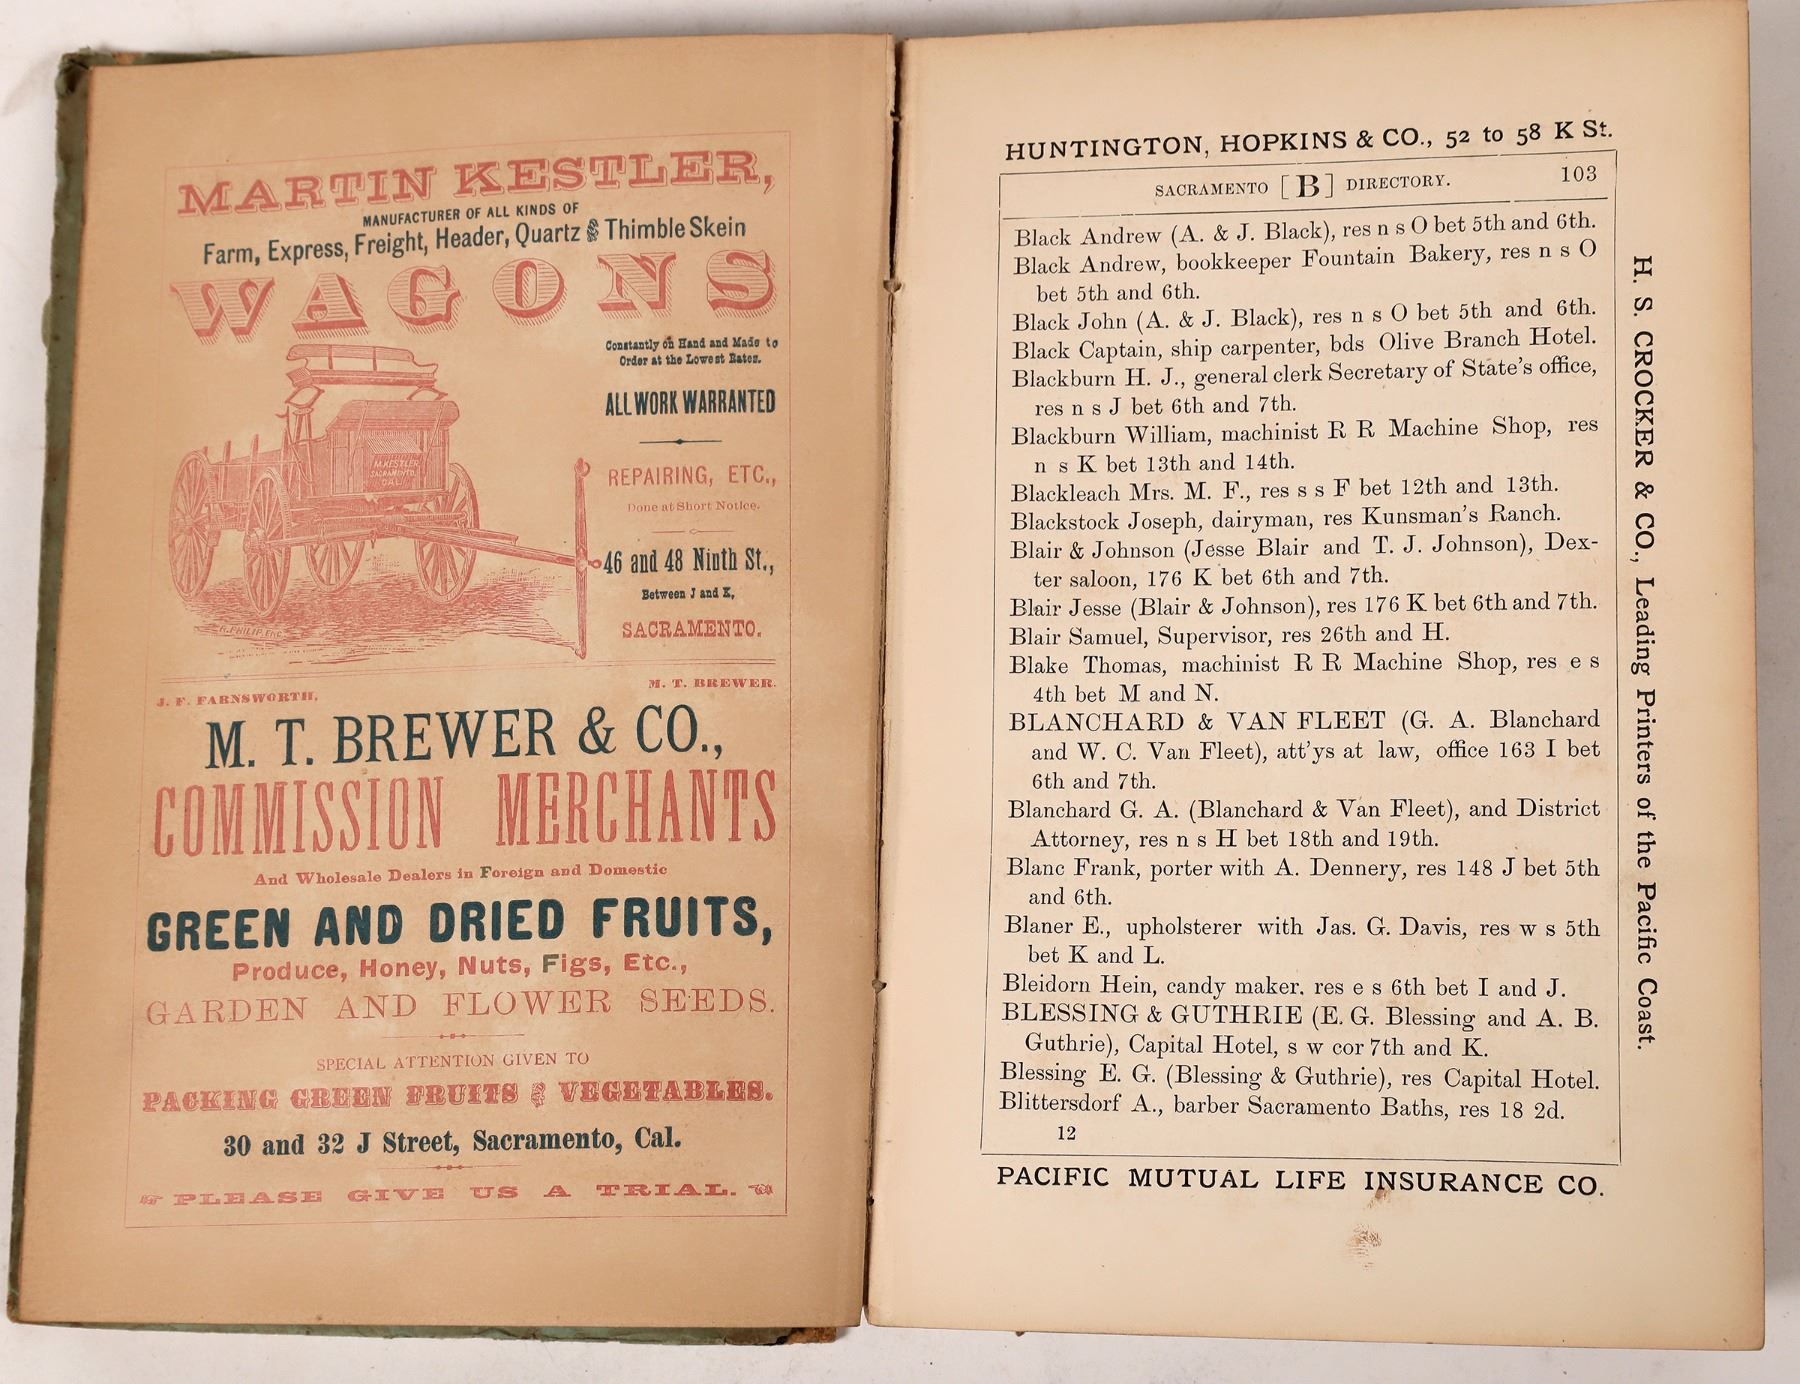 MARTIN KESTLER,
MANUFACTURER OF ALL KINDS OF
Farm, Express, Freight, Header, Quartz & Thimble Skein
WAGONS
Constantly on Hand and Made to
Order at the Lowest Rates.
ALL WORK WARRANTED
M. KESTLER
SACRAMENTO,
CAL.
REPAIRING, ETC.,
Done at Short Notice.
46 and 48 Ninth St.,
Between J and K,
SACRAMENTO.
R. PHILIP. ENG.
J. F. FARNSWORTH, M. T. BREWER.
M. T. BREWER & CO.,
COMMISSION MERCHANTS
And Wholesale Dealers in Foreign and Domestic
GREEN AND DRIED FRUITS,
Produce, Honey, Nuts, Figs, Etc.,
GARDEN AND FLOWER SEEDS.
SPECIAL ATTENTION GIVEN TO
PACKING GREEN FRUITS & VEGETABLES.
30 and 32 J Street, Sacramento, Cal.
PLEASE GIVE US A TRIAL.
HUNTINGTON, HOPKINS & CO., 52 to 58 K St.
SACRAMENTO [B] DIRECTORY. 103
Black Andrew (A. & J. Black), res n s O bet 5th and 6th.
Black Andrew, bookkeeper Fountain Bakery, res n s O
bet 5th and 6th.
Black John (A. & J. Black), res n s O bet 5th and 6th.
Black Captain, ship carpenter, bds Olive Branch Hotel.
Blackburn H. J., general clerk Secretary of State's office,
res n s J bet 6th and 7th.
Blackburn William, machinist R R Machine Shop, res
n s K bet 13th and 14th.
Blackleach Mrs. M. F., res s s F bet 12th and 13th.
Blackstock Joseph, dairyman, res Kunsman's Ranch.
Blair & Johnson (Jesse Blair and T. J. Johnson), Dex-
ter saloon, 176 K bet 6th and 7th.
Blair Jesse (Blair & Johnson), res 176 K bet 6th and 7th.
Blair Samuel, Supervisor, res 26th and H.
Blake Thomas, machinist R R Machine Shop, res e s
4th bet M and N.
BLANCHARD & VAN FLEET (G. A. Blanchard
and W. C. Van Fleet), att'ys at law, office 163 I bet
6th and 7th.
Blanchard G. A. (Blanchard & Van Fleet), and District
Attorney, res n s H bet 18th and 19th.
Blanc Frank, porter with A. Dennery, res 148 J bet 5th
and 6th.
Blaner E., upholsterer with Jas. G. Davis, res w s 5th
bet K and L.
Bleidorn Hein, candy maker. res e s 6th bet I and J.
BLESSING & GUTHRIE (E. G. Blessing and A. B.
Guthrie), Capital Hotel, s w cor 7th and K.
Blessing E. G. (Blessing & Guthrie), res Capital Hotel.
Blittersdorf A., barber Sacramento Baths, res 18 2d.
12
PACIFIC MUTUAL LIFE INSURANCE CO.
H. S. CROCKER & CO., Leading Printers of the Pacific Coast.